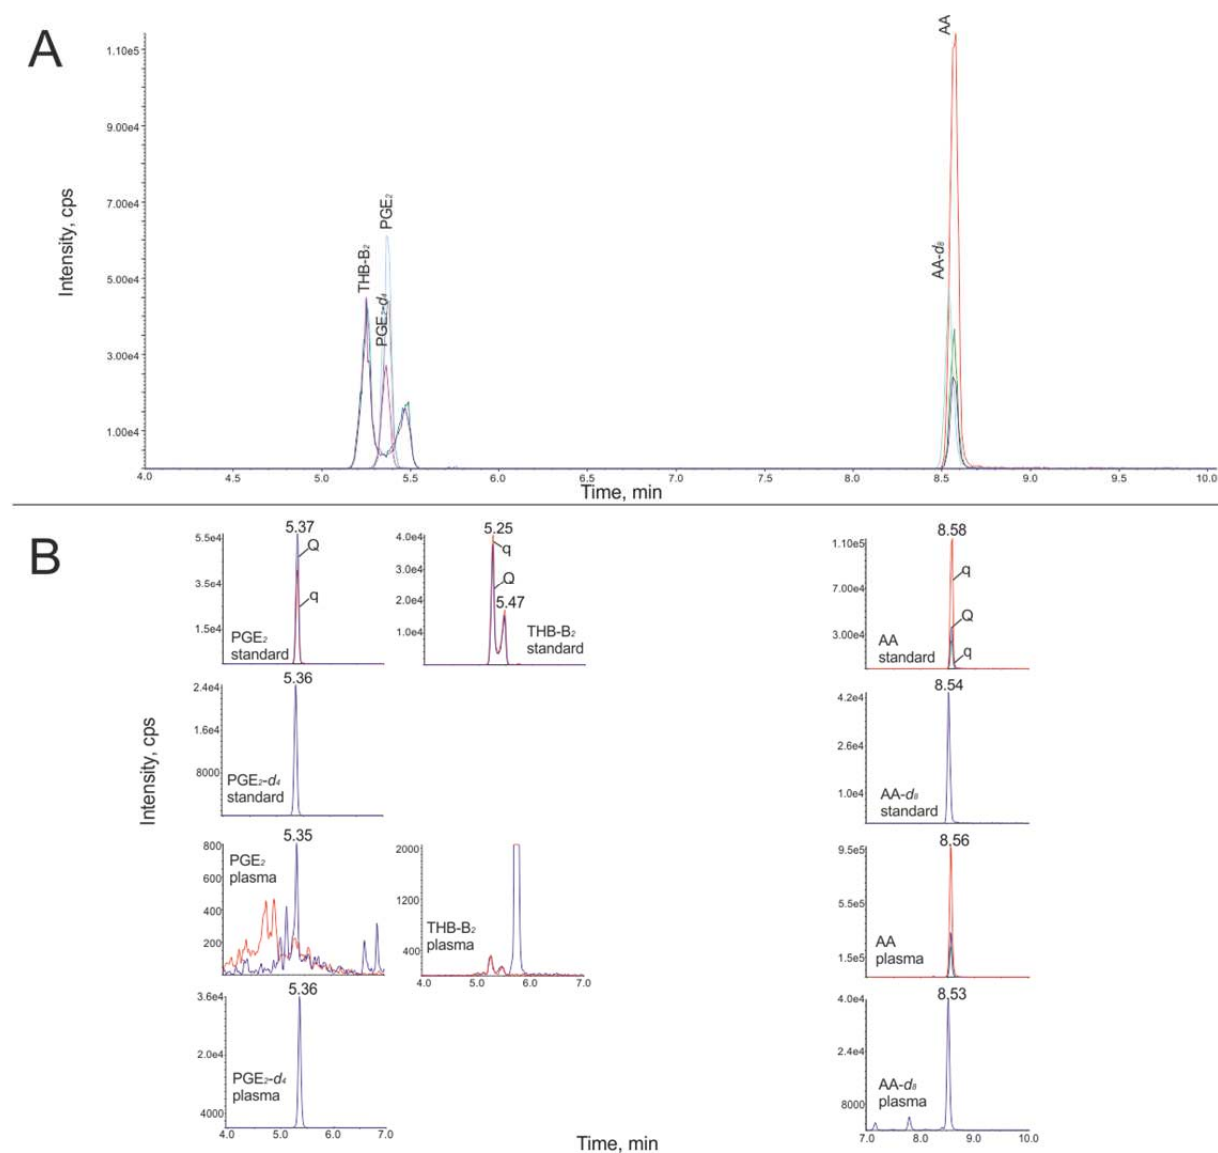 A
Intensity, cps
1.10e5
9.00e4
7.00e4
5.00e4
3.00e4
1.00e4
THB-B₂
PGE₂-d₄
PGE₂
AA-d₈
AA
4.0 4.5 5.0 5.5 6.0 6.5 7.0 7.5 8.0 8.5 9.0 9.5 10.0
Time, min
B
Intensity, cps
5.37
5.5e4
3.5e4
1.5e4
Q
q
PGE₂
standard
5.25
4.0e4
3.0e4
2.0e4
1.0e4
q
Q
5.47
THB-B₂
standard
8.58
1.10e5
7.00e4
3.00e4
q
Q
q
AA
standard
5.36
2.4e4
1.6e4
8000
PGE₂-d₄
standard
8.54
4.2e4
2.6e4
1.0e4
AA-d₈
standard
5.35
800
600
400
200
PGE₂
plasma
2000
1200
400
THB-B₂
plasma
4.0 5.0 6.0 7.0
8.56
9.5e5
5.5e5
1.5e5
AA
plasma
5.36
3.6e4
2.0e4
4000
PGE₂-d₄
plasma
4.0 5.0 6.0 7.0
8.53
4.0e4
2.4e4
8000
AA-d₈
plasma
7.0 8.0 9.0 10.0
Time, min